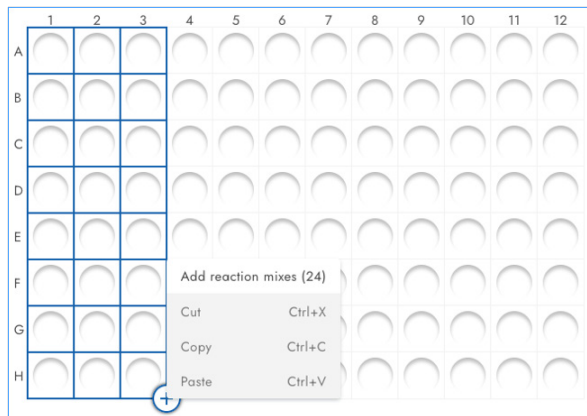 1 2 3 4 5 6 7 8 9 10 11 12
A
B
C
D
E
F
Add reaction mixes (24)
Cut Ctrl+X
G
Copy Ctrl+C
H
Paste Ctrl+V